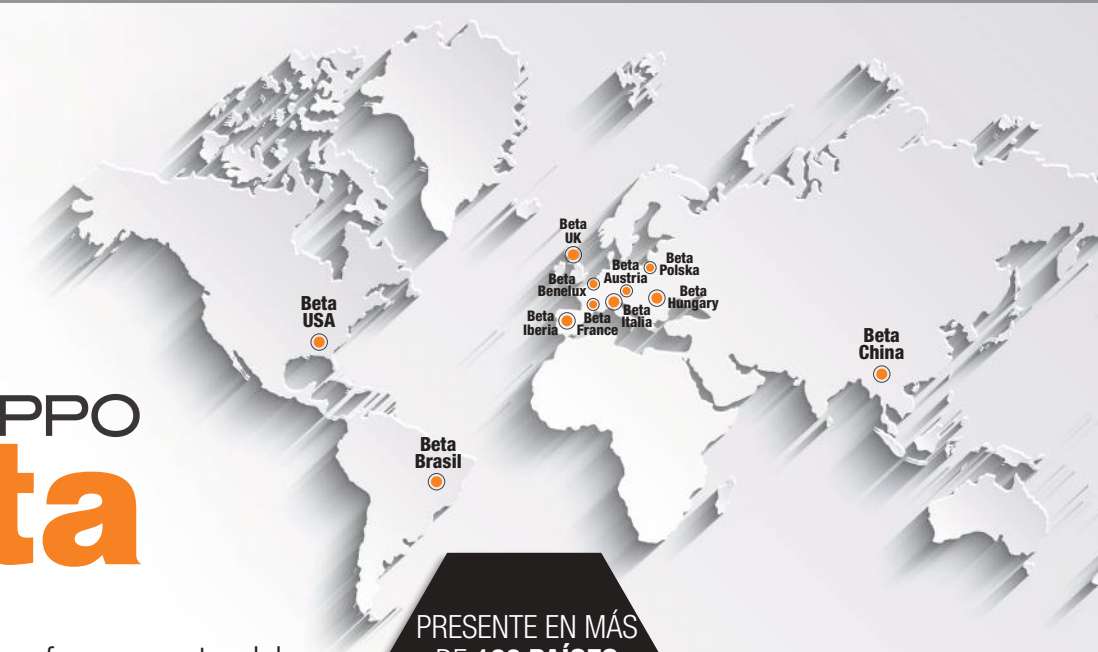 Beta
UK
Beta
Polska
Beta
Austria
Beta
Benelux
Beta
Hungary
Beta
Italia
Beta
France
Beta
Iberia
Beta
USA
Beta
China
Beta
Brasil
PPO
ta
PRESENTE EN MÁS